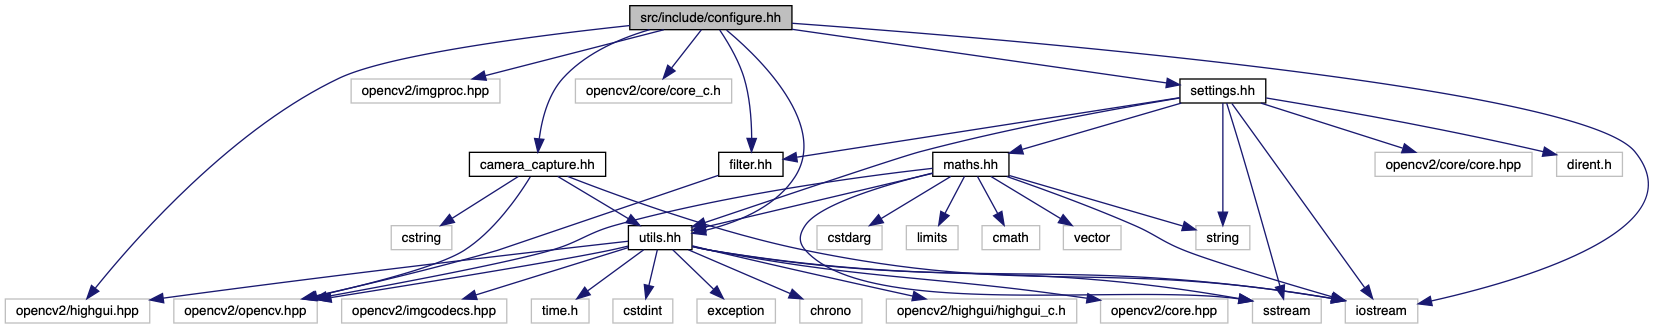 src/include/configure.hh
opencv2/imgproc.hpp
opencv2/core/core_c.h
settings.hh
camera_capture.hh
filter.hh
maths.hh
opencv2/core/core.hpp
dirent.h
cstring
utils.hh
cstdarg
limits
cmath
vector
string
opencv2/highgui.hpp
opencv2/opencv.hpp
opencv2/imgcodecs.hpp
time.h
cstdint
exception
chrono
opencv2/highgui/highgui_c.h
opencv2/core.hpp
sstream
iostream